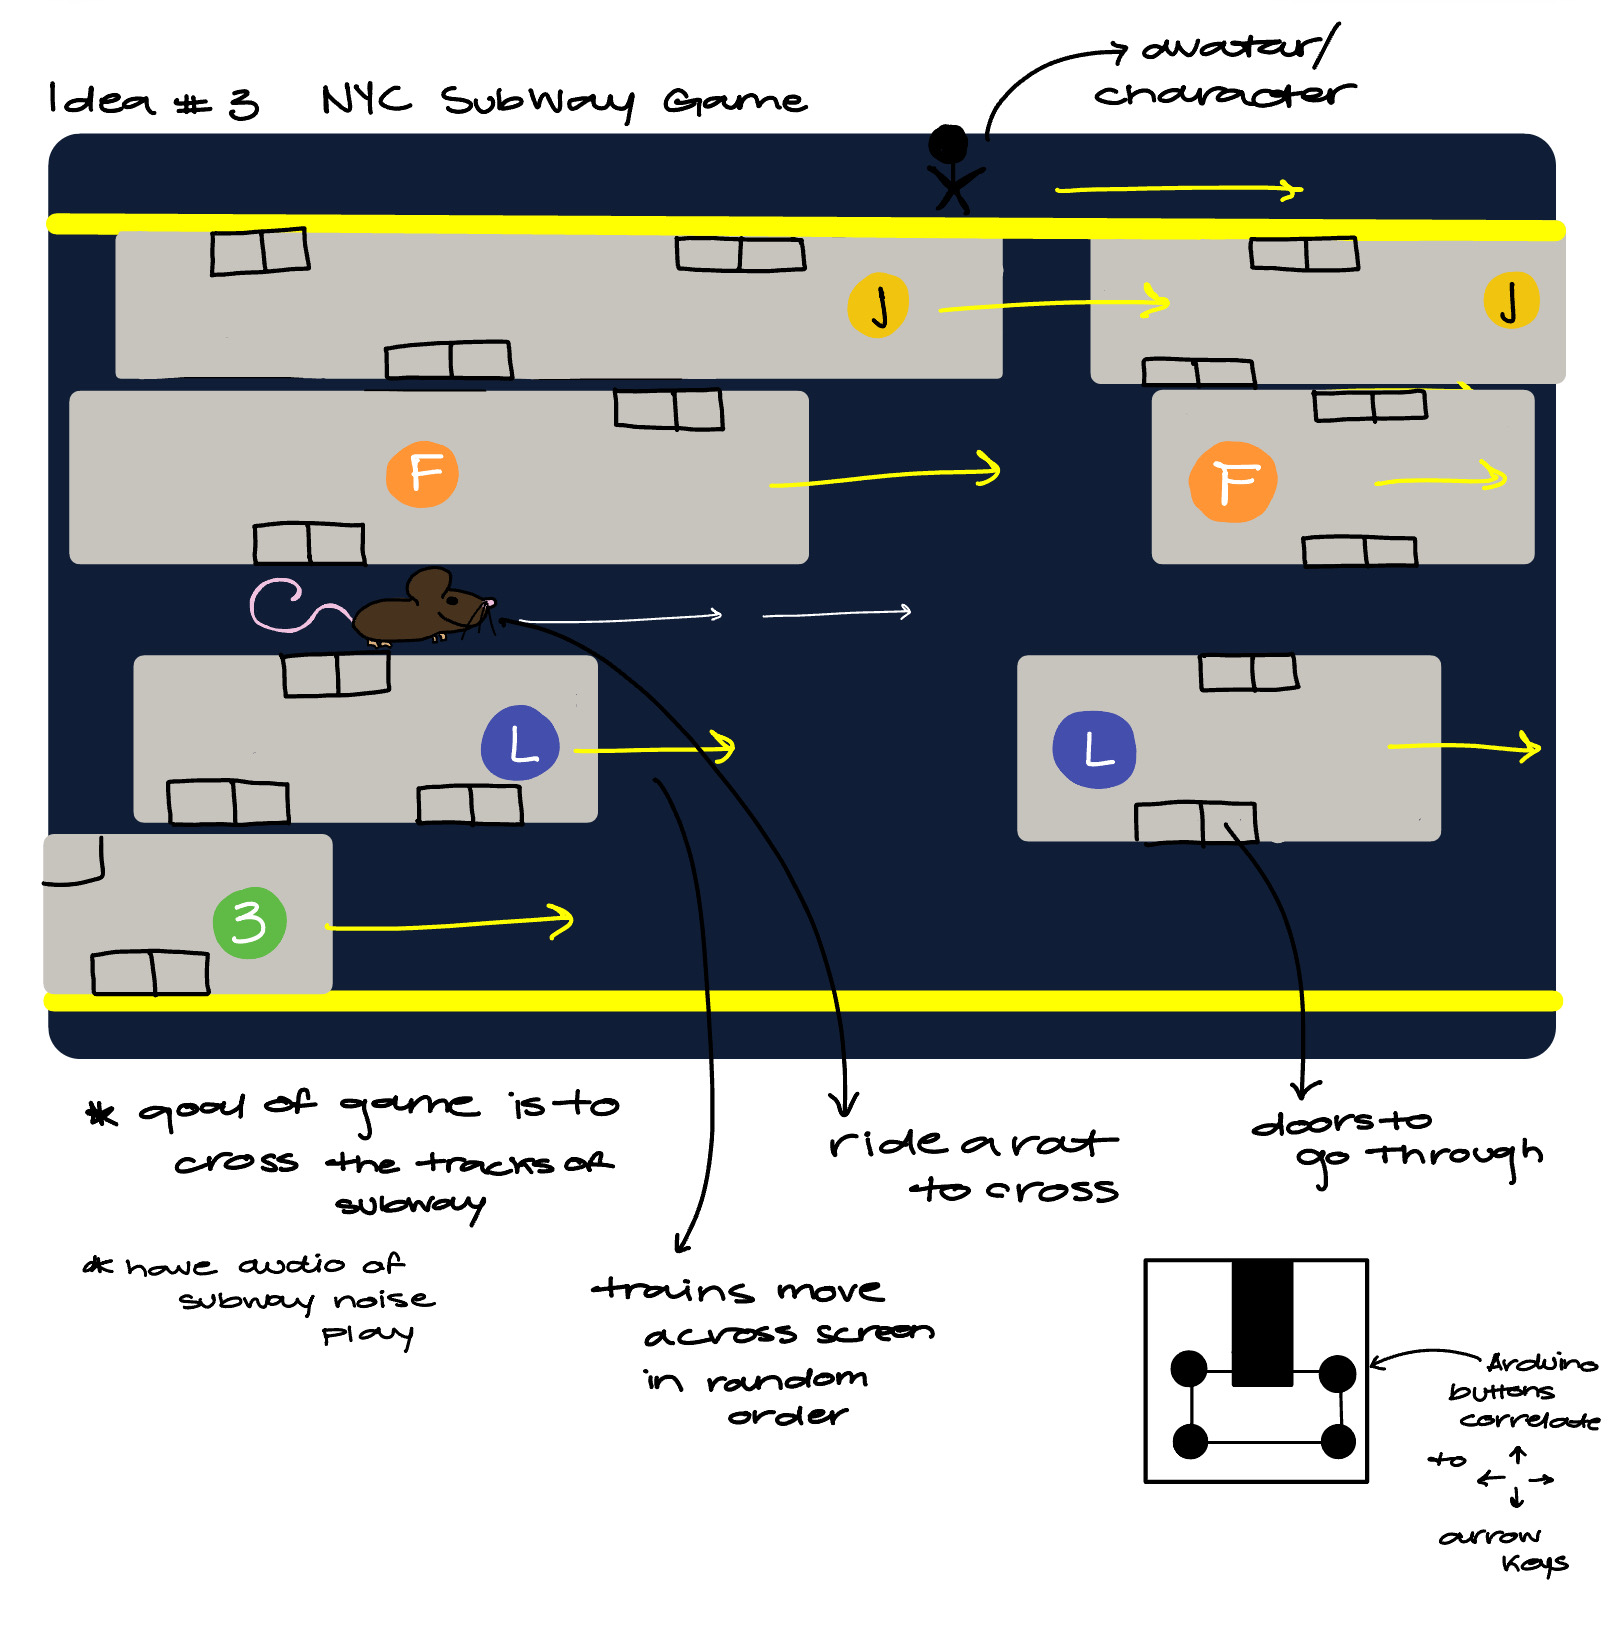 Idea # 3 NYC Subway Game
avatar/
character
J
J
F
F
L
L
3
* goal of game is to
cross the tracks of
subway
* have audio of
subway noise
play
trains move
across screen
in random
order
ride a rat
to cross
doors to
go through
Arduino
buttons
correlate
to
arrow
keys